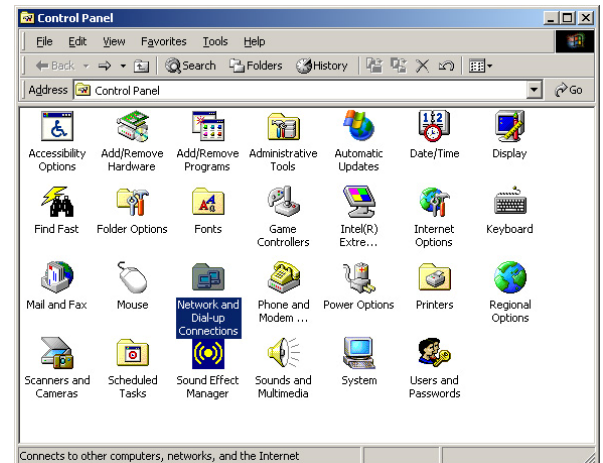 Control Panel
File Edit View Favorites Tools Help
Back Search Folders History
Address Control Panel Go
Accessibility Options
Add/Remove Hardware
Add/Remove Programs
Administrative Tools
Automatic Updates
Date/Time
Display
Find Fast
Folder Options
Fonts
Game Controllers
Intel(R) Extre...
Internet Options
Keyboard
Mail and Fax
Mouse
Network and Dial-up Connections
Phone and Modem ...
Power Options
Printers
Regional Options
Scanners and Cameras
Scheduled Tasks
Sound Effect Manager
Sounds and Multimedia
System
Users and Passwords
Connects to other computers, networks, and the Internet